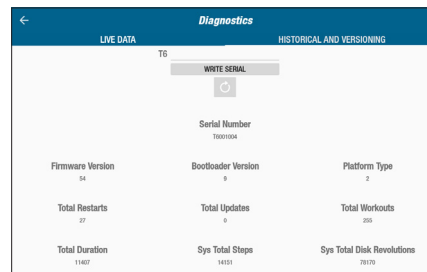 Diagnostics
LIVE DATA HISTORICAL AND VERSIONING
T6
WRITE SERIAL
Serial Number
T6001004
Firmware Version Bootloader Version Platform Type
54 9 2
Total Restarts Total Updates Total Workouts
27 0 255
Total Duration Sys Total Steps Sys Total Disk Revolutions
11407 14151 78170